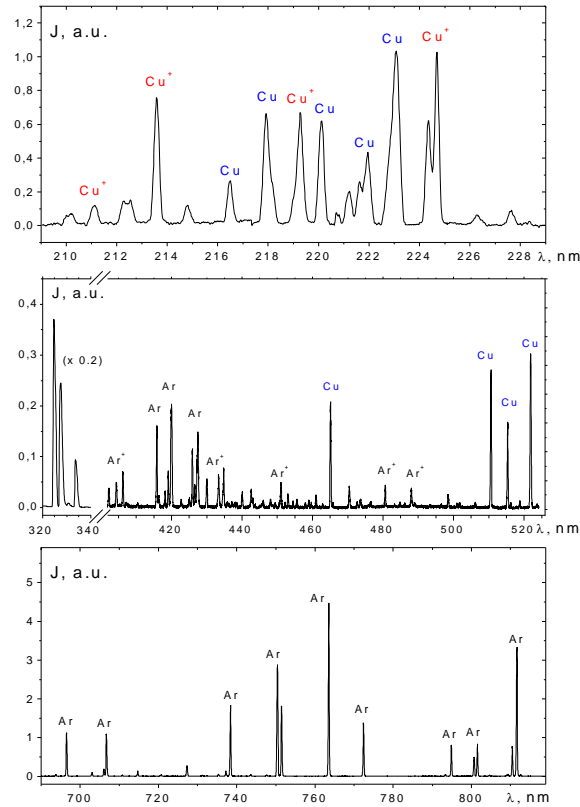 J, a.u.
1,2
1,0
0,8
0,6
0,4
0,2
0,0
Cu⁺
Cu⁺
Cu
Cu
Cu⁺
Cu
Cu
Cu
Cu⁺
210 212 214 216 218 220 222 224 226 228 λ, nm
J, a.u.
0,4
0,3
0,2
0,1
0,0
(x 0.2)
Ar⁺
Ar
Ar
Ar
Ar⁺
Ar⁺
Cu
Ar⁺
Ar⁺
Cu
Cu
Cu
320 340 420 440 460 480 500 520 λ, nm
J, a.u.
5
4
3
2
1
0
Ar
Ar
Ar
Ar
Ar
Ar
Ar
Ar
Ar
700 720 740 760 780 800 λ, nm